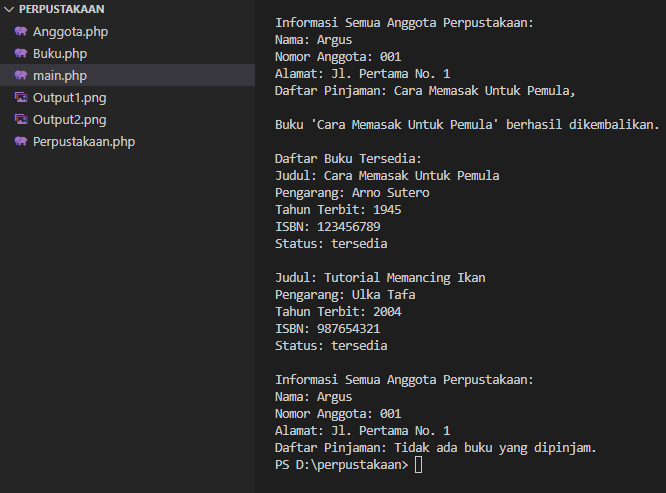 PERPUSTAKAAN
Anggota.php
Buku.php
main.php
Output1.png
Output2.png
Perpustakaan.php
Informasi Semua Anggota Perpustakaan:
Nama: Argus
Nomor Anggota: 001
Alamat: Jl. Pertama No. 1
Daftar Pinjaman: Cara Memasak Untuk Pemula,
Buku 'Cara Memasak Untuk Pemula' berhasil dikembalikan.
Daftar Buku Tersedia:
Judul: Cara Memasak Untuk Pemula
Pengarang: Arno Sutero
Tahun Terbit: 1945
ISBN: 123456789
Status: tersedia
Judul: Tutorial Memancing Ikan
Pengarang: Ulka Tafa
Tahun Terbit: 2004
ISBN: 987654321
Status: tersedia
Informasi Semua Anggota Perpustakaan:
Nama: Argus
Nomor Anggota: 001
Alamat: Jl. Pertama No. 1
Daftar Pinjaman: Tidak ada buku yang dipinjam.
PS D:\perpustakaan>